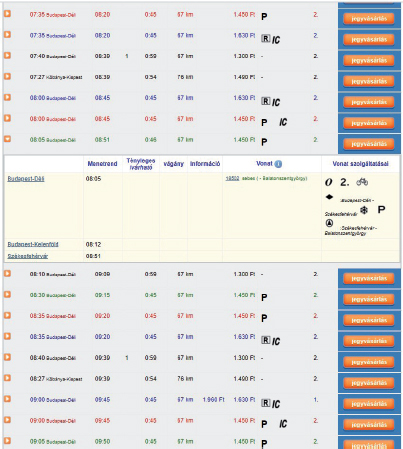 07:35 Budapest-Déli 08:20 0:45 67 km 1.450 Ft P 2. jegyvásárlás
07:35 Budapest-Déli 08:20 0:45 67 km 1.630 Ft R IC 2. jegyvásárlás
07:40 Budapest-Déli 08:39 1 0:59 67 km 1.300 Ft - 2. jegyvásárlás
07:27 Kőbánya-Kispest 08:39 0:54 76 km 1.490 Ft - 2. jegyvásárlás
08:00 Budapest-Déli 08:45 0:45 67 km 1.630 Ft R IC 2. jegyvásárlás
08:00 Budapest-Déli 08:45 0:45 67 km 1.450 Ft P IC 2. jegyvásárlás
08:05 Budapest-Déli 08:51 0:46 67 km 1.450 Ft P 2. jegyvásárlás
Menetrend Tényleges /várható vágány Információ Vonat i Vonat szolgáltatásai
Budapest-Déli 08:05 sebes ( - Balatonszentgyörgy) 2.
Budapest-Déli -
Székesfehérvár P
Székesfehérvár -
Balatonszentgyörgy
Budapest-Kelenföld 08:12
Székesfehérvár 08:51
08:10 Budapest-Déli 09:09 0:59 67 km 1.300 Ft - 2. jegyvásárlás
08:30 Budapest-Déli 09:15 0:45 67 km 1.450 Ft P 2. jegyvásárlás
08:35 Budapest-Déli 09:20 0:45 67 km 1.450 Ft P 2. jegyvásárlás
08:35 Budapest-Déli 09:20 0:45 67 km 1.630 Ft R IC 2. jegyvásárlás
08:40 Budapest-Déli 09:39 1 0:59 67 km 1.300 Ft - 2. jegyvásárlás
08:27 Kőbánya-Kispest 09:39 0:54 76 km 1.490 Ft - 2. jegyvásárlás
09:00 Budapest-Déli 09:45 0:45 67 km 1.960 Ft 1.630 Ft R IC 1. jegyvásárlás
09:00 Budapest-Déli 09:45 0:45 67 km 1.450 Ft P IC 2. jegyvásárlás
09:05 Budapest-Déli 09:50 0:45 67 km 1.450 Ft P 2. jegyvásárlás